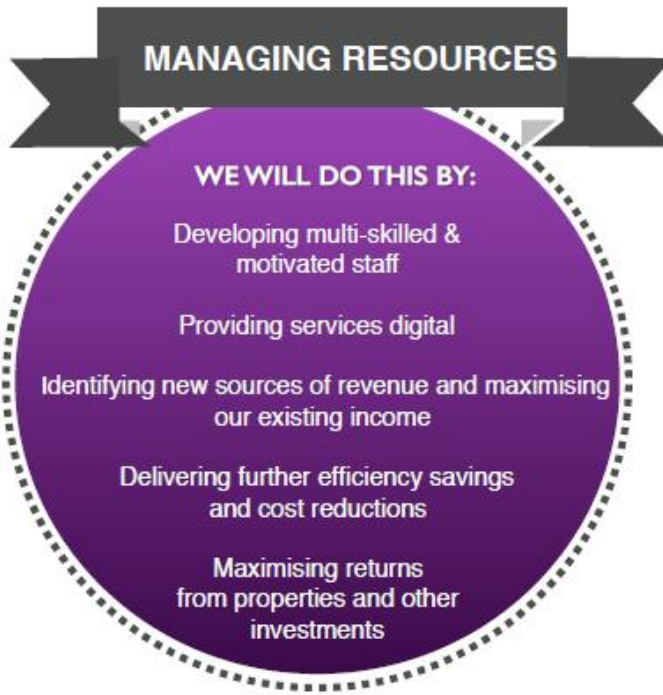 MANAGING RESOURCES
WE WILL DO THIS BY:
Developing multi-skilled &
motivated staff
Providing services digital
Identifying new sources of revenue and maximising
our existing income
Delivering further efficiency savings
and cost reductions
Maximising returns
from properties and other
investments